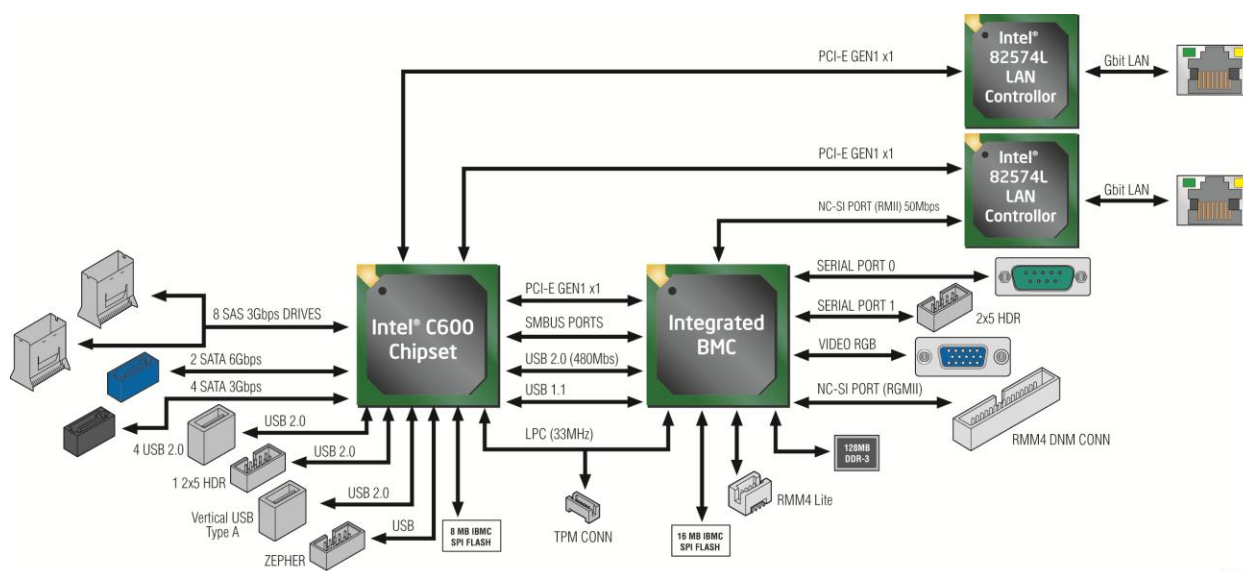 Intel®
82574L
LAN
Controllor
PCI-E GEN1 x1
Gbit LAN
Intel®
82574L
LAN
Controllor
PCI-E GEN1 x1
Gbit LAN
NC-SI PORT (RMII) 50Mbps
Intel® C600
Chipset
Integrated
BMC
8 SAS 3Gbps DRIVES
2 SATA 6Gbps
4 SATA 3Gbps
PCI-E GEN1 x1
SMBUS PORTS
USB 2.0 (480Mbs)
USB 1.1
LPC (33MHz)
SERIAL PORT 0
SERIAL PORT 1
2x5 HDR
VIDEO RGB
NC-SI PORT (RGMII)
RMM4 DNM CONN
USB 2.0
4 USB 2.0
USB 2.0
1 2x5 HDR
USB 2.0
Vertical USB
Type A
USB
ZEPHER
8 MB IBMC
SPI FLASH
TPM CONN
16 MB IBMC
SPI FLASH
RMM4 Lite
128MB
DDR-3